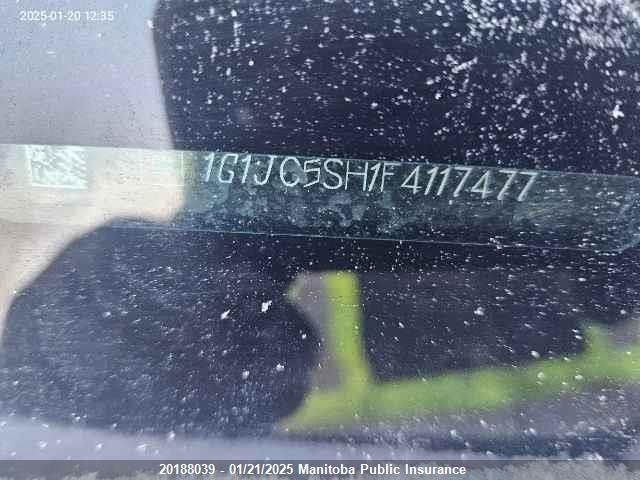 2025-01-20 12:35
1G1JC5SH1F4117477
20188039 - 01/21/2025 Manitoba Public Insurance